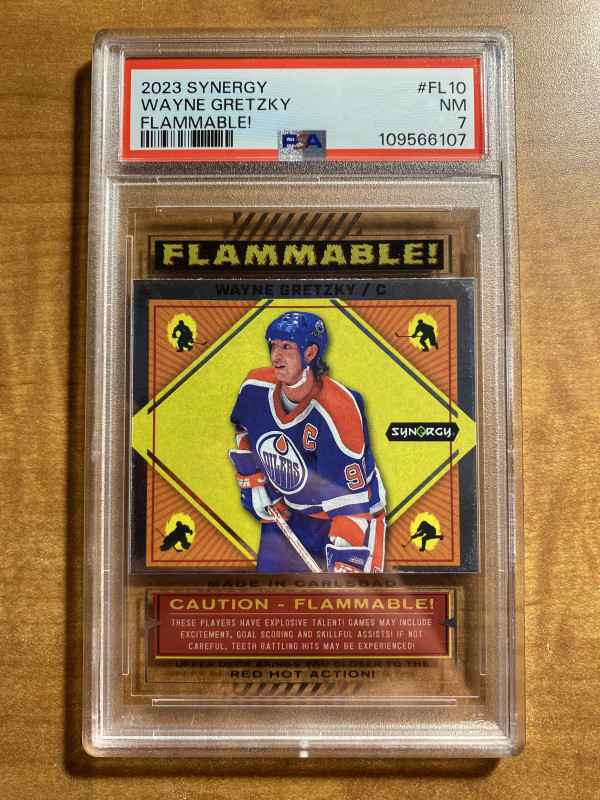 2023 SYNERGY #FL10
WAYNE GRETZKY NM
FLAMMABLE! 7
PSA 109566107
FLAMMABLE!
WAYNE GRETZKY / C
SYNERGY
C
OILERS
9
MADE IN CARLSBAD
CAUTION - FLAMMABLE!
THESE PLAYERS HAVE EXPLOSIVE TALENT! GAMES MAY INCLUDE
EXCITEMENT, GOAL SCORING AND SKILLFUL ASSISTS! IF NOT
CAREFUL, TEETH RATTLING HITS MAY BE EXPERIENCED!
UPPER DECK BRINGS YOU CLOSER TO THE
RED HOT ACTION!